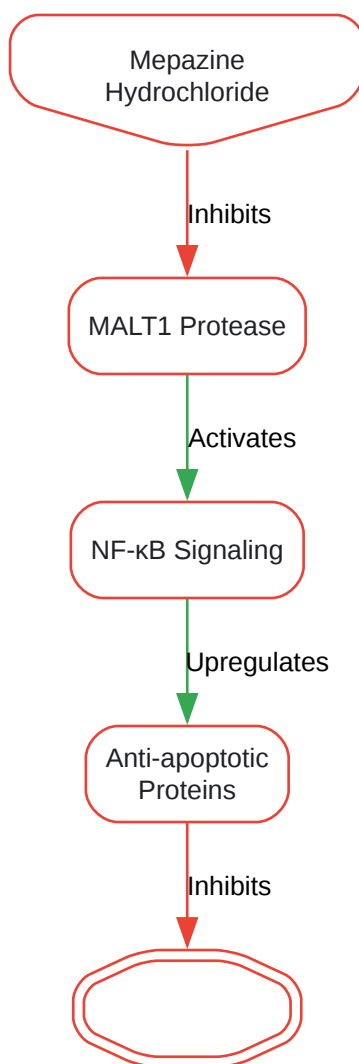 Mepazine
Hydrochloride
Inhibits
MALT1 Protease
Activates
NF-κB Signaling
Upregulates
Anti-apoptotic
Proteins
Inhibits